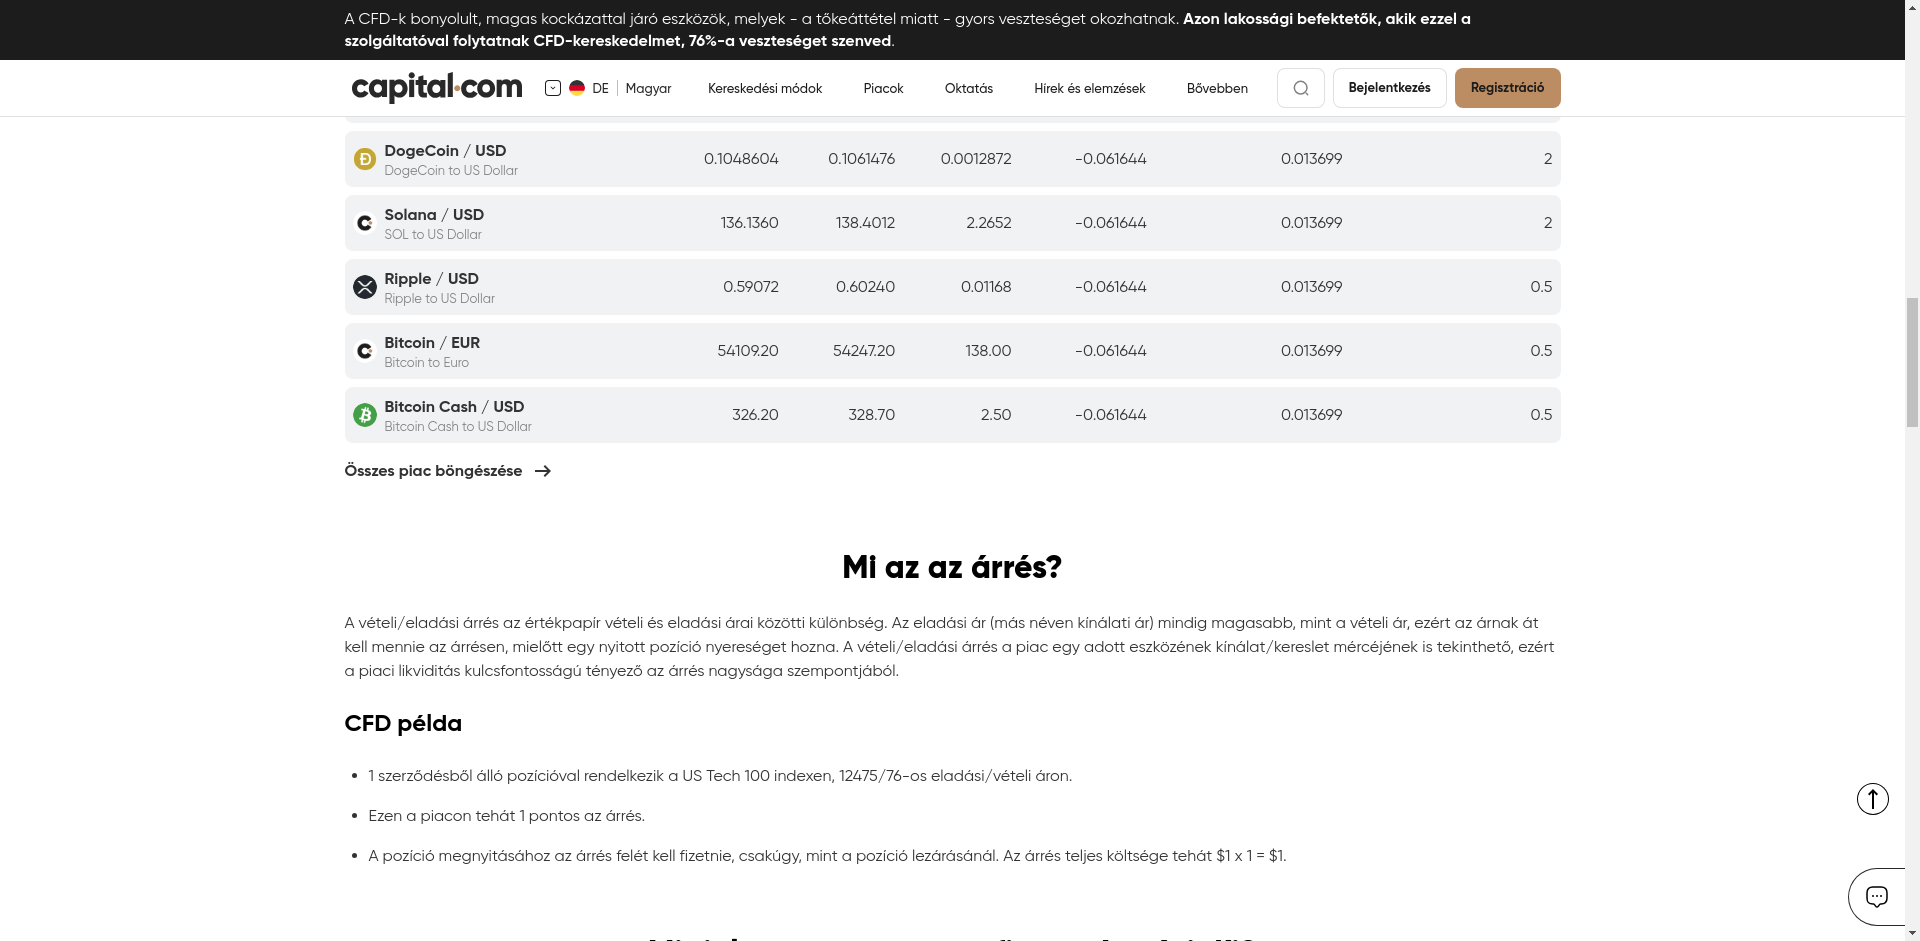 A CFD-k bonyolult, magas kockázattal járó eszközök, melyek - a tőkeáttétel miatt - gyors veszteséget okozhatnak. Azon lakossági befektetők, akik ezzel a
szolgáltatóval folytatnak CFD-kereskedelmet, 76%-a veszteséget szenved.
capital.com DE Magyar Kereskedési módok Piacok Oktatás Hírek és elemzések Bővebben Bejelentkezés Regisztráció
DogeCoin / USD 0.1048604 0.1061476 0.0012872 -0.061644 0.013699 2
DogeCoin to US Dollar
Solana / USD 136.1360 138.4012 2.2652 -0.061644 0.013699 2
SOL to US Dollar
Ripple / USD 0.59072 0.60240 0.01168 -0.061644 0.013699 0.5
Ripple to US Dollar
Bitcoin / EUR 54109.20 54247.20 138.00 -0.061644 0.013699 0.5
Bitcoin to Euro
Bitcoin Cash / USD 326.20 328.70 2.50 -0.061644 0.013699 0.5
Bitcoin Cash to US Dollar
Összes piac böngészése
Mi az az árrés?
A vételi/eladási árrés az értékpapír vételi és eladási árai közötti különbség. Az eladási ár (más néven kínálati ár) mindig magasabb, mint a vételi ár, ezért az árnak át
kell mennie az árrésen, mielőtt egy nyitott pozíció nyereséget hozna. A vételi/eladási árrés a piac egy adott eszközének kínálat/kereslet mércéjének is tekinthető, ezért
a piaci likviditás kulcsfontosságú tényező az árrés nagysága szempontjából.
CFD példa
1 szerződésből álló pozícióval rendelkezik a US Tech 100 indexen, 12475/76-os eladási/vételi áron.
Ezen a piacon tehát 1 pontos az árrés.
A pozíció megnyitásához az árrés felét kell fizetnie, csakúgy, mint a pozíció lezárásánál. Az árrés teljes költsége tehát $1 x 1 = $1.